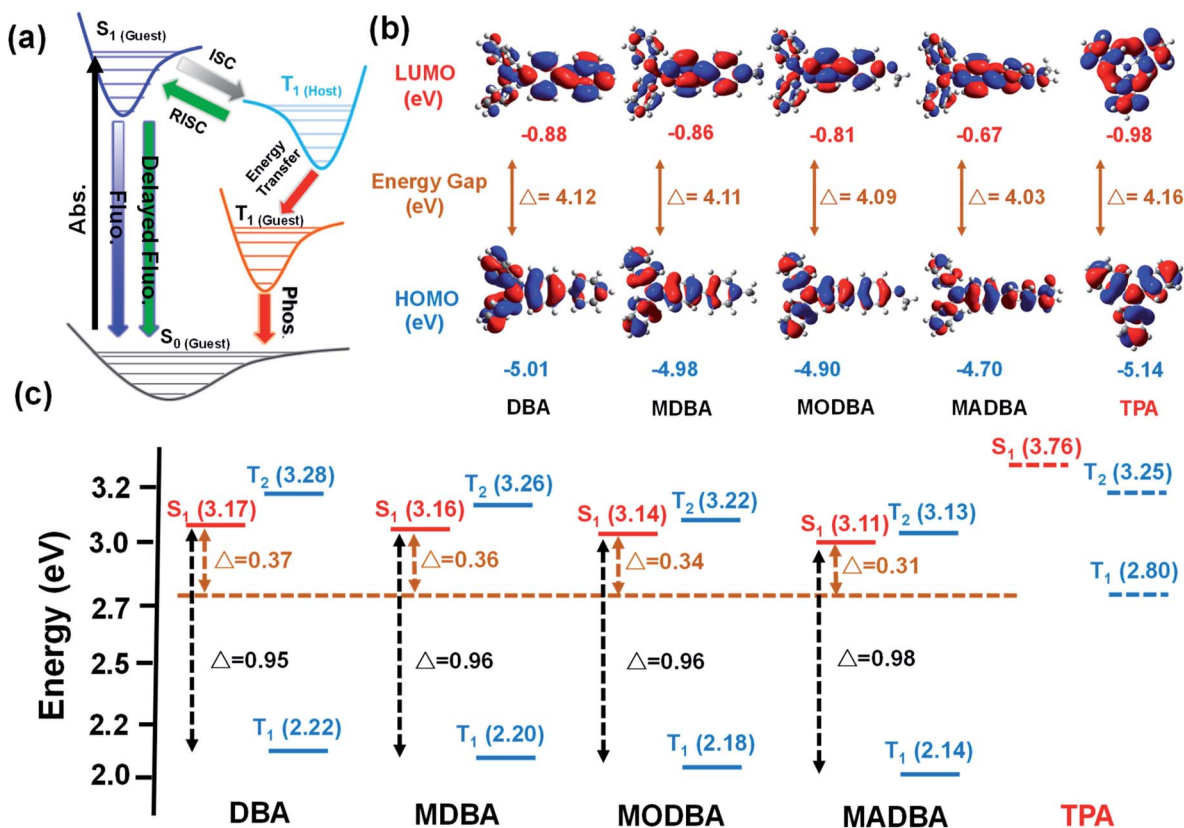 (a)
S1 (Guest)
ISC
T1 (Host)
RISC
Energy
Transfer
Abs.
Fluo.
Delayed Fluo.
T1 (Guest)
Phos.
S0 (Guest)
(b)
LUMO
(eV)
-0.88 -0.86 -0.81 -0.67 -0.98
Energy Gap
(eV)
△= 4.12 △= 4.11 △= 4.09 △= 4.03 △= 4.16
HOMO
(eV)
-5.01 -4.98 -4.90 -4.70 -5.14
DBA MDBA MODBA MADBA TPA
(c)
Energy (eV)
3.2
3.0
2.7
2.5
2.2
2.0
T2 (3.28)
S1 (3.17)
△=0.37
△=0.95
T1 (2.22)
DBA
T2 (3.26)
S1 (3.16)
△=0.36
△=0.96
T1 (2.20)
MDBA
T2 (3.22)
S1 (3.14)
△=0.34
△=0.96
T1 (2.18)
MODBA
T2 (3.13)
S1 (3.11)
△=0.31
△=0.98
T1 (2.14)
MADBA
S1 (3.76)
T2 (3.25)
T1 (2.80)
TPA